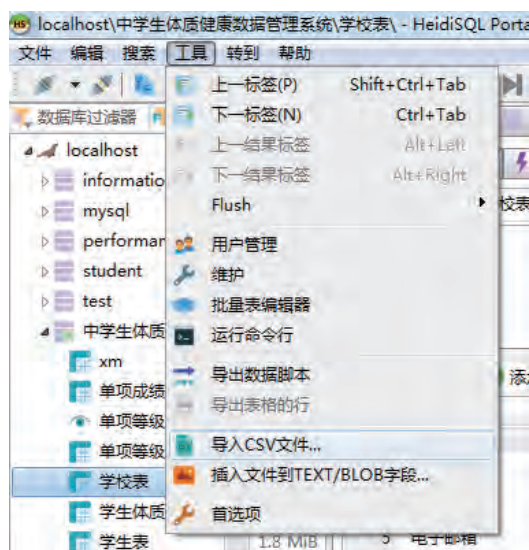 localhost\中学生体质健康数据管理系统\学校表\ - HeidiSQL Porta
文件 编辑 搜索 工具 转到 帮助
上一标签(P) Shift+Ctrl+Tab
数据库过滤器
下一标签(N) Ctrl+Tab
localhost
上一结果标签 Alt+Left
informatio
下一结果标签 Alt+Right
mysql
Flush
校表
performar
用户管理
student
维护
test
批量表编辑器
中学生体质
运行命令行
xm
导出数据脚本
添
单项成绩
导出表格的行
单项等级
导入CSV文件...
单项等级
学校表
插入文件到TEXT/BLOB字段...
学生体质
首选项
学生表
1.8 MiB
5 电子邮箱